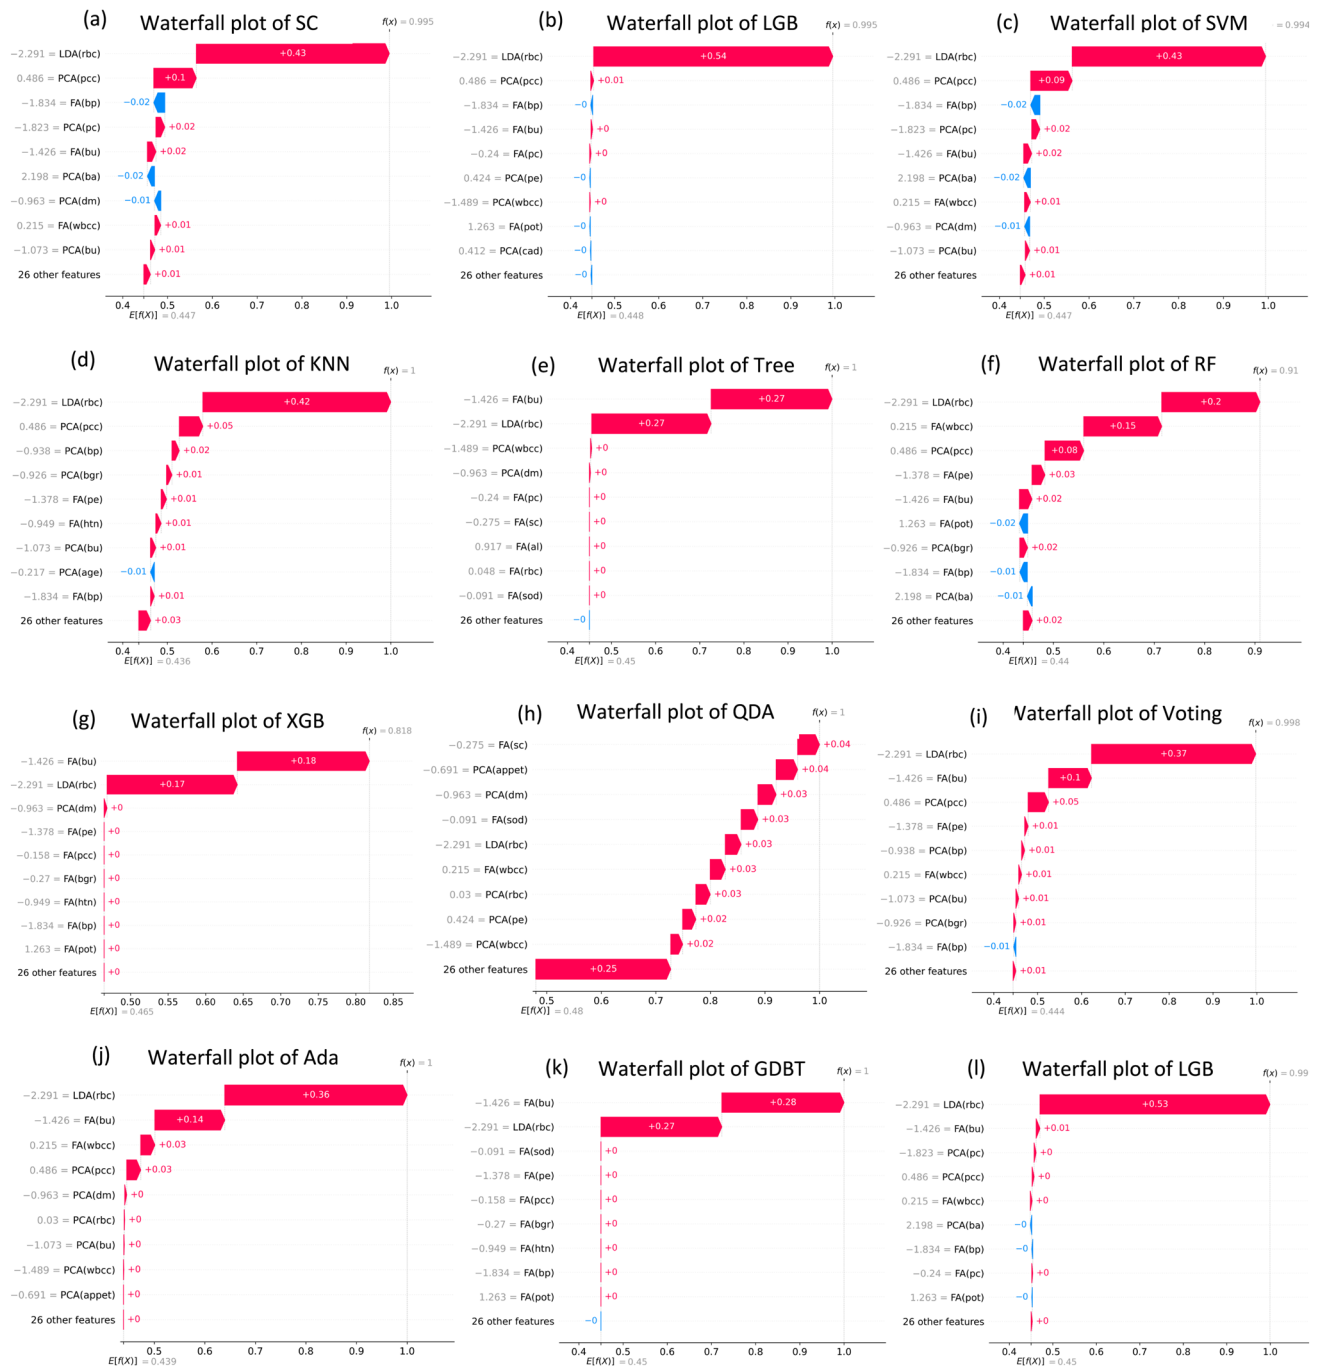 (a) Waterfall plot of SC
f(x) = 0.995
−2.291 = LDA(rbc) +0.43
0.486 = PCA(pcc) +0.1
−1.834 = FA(bp) −0.02
−1.823 = PCA(pc) +0.02
−1.426 = FA(bu) +0.02
2.198 = PCA(ba) −0.02
−0.963 = PCA(dm) −0.01
0.215 = FA(wbcc) +0.01
−1.073 = PCA(bu) +0.01
26 other features +0.01
0.4 0.5 0.6 0.7 0.8 0.9 1.0
E[f(X)] = 0.447
(b) Waterfall plot of LGB
f(x) = 0.995
−2.291 = LDA(rbc) +0.54
0.486 = PCA(pcc) +0.01
−1.834 = FA(bp) −0
−1.426 = FA(bu) +0
−0.24 = FA(pc) +0
0.424 = PCA(pe) −0
−1.489 = PCA(wbcc) +0
1.263 = FA(pot) −0
0.412 = PCA(cad) −0
26 other features −0
0.4 0.5 0.6 0.7 0.8 0.9 1.0
E[f(X)] = 0.448
(c) Waterfall plot of SVM
= 0.994
−2.291 = LDA(rbc) +0.43
0.486 = PCA(pcc) +0.09
−1.834 = FA(bp) −0.02
−1.823 = PCA(pc) +0.02
−1.426 = FA(bu) +0.02
2.198 = PCA(ba) −0.02
0.215 = FA(wbcc) +0.01
−0.963 = PCA(dm) −0.01
−1.073 = PCA(bu) +0.01
26 other features +0.01
0.4 0.5 0.6 0.7 0.8 0.9 1.0
E[f(X)] = 0.447
(d) Waterfall plot of KNN
f(x) = 1
−2.291 = LDA(rbc) +0.42
0.486 = PCA(pcc) +0.05
−0.938 = PCA(bp) +0.02
−0.926 = PCA(bgr) +0.01
−1.378 = FA(pe) +0.01
−0.949 = FA(htn) +0.01
−1.073 = PCA(bu) +0.01
−0.217 = PCA(age) −0.01
−1.834 = FA(bp) +0.01
26 other features +0.03
0.4 0.5 0.6 0.7 0.8 0.9 1.0
E[f(X)] = 0.436
(e) Waterfall plot of Tree
f(x) = 1
−1.426 = FA(bu) +0.27
−2.291 = LDA(rbc) +0.27
−1.489 = PCA(wbcc) +0
−0.963 = PCA(dm) +0
−0.24 = FA(pc) +0
−0.275 = FA(sc) +0
0.917 = FA(al) +0
0.048 = FA(rbc) +0
−0.091 = FA(sod) +0
26 other features −0
0.4 0.5 0.6 0.7 0.8 0.9 1.0
E[f(X)] = 0.45
(f) Waterfall plot of RF
f(x) = 0.91
−2.291 = LDA(rbc) +0.2
0.215 = FA(wbcc) +0.15
0.486 = PCA(pcc) +0.08
−1.378 = FA(pe) +0.03
−1.426 = FA(bu) +0.02
1.263 = FA(pot) −0.02
−0.926 = PCA(bgr) +0.02
−1.834 = FA(bp) −0.01
2.198 = PCA(ba) −0.01
26 other features +0.02
0.4 0.5 0.6 0.7 0.8 0.9
E[f(X)] = 0.44
(g) Waterfall plot of XGB
f(x) = 0.818
−1.426 = FA(bu) +0.18
−2.291 = LDA(rbc) +0.17
−0.963 = PCA(dm) +0
−1.378 = FA(pe) +0
−0.158 = FA(pcc) +0
−0.27 = FA(bgr) +0
−0.949 = FA(htn) +0
−1.834 = FA(bp) +0
1.263 = FA(pot) +0
26 other features +0
0.50 0.55 0.60 0.65 0.70 0.75 0.80 0.85
E[f(X)] = 0.465
(h) Waterfall plot of QDA
f(x) = 1
−0.275 = FA(sc) +0.04
−0.691 = PCA(appet) +0.04
−0.963 = PCA(dm) +0.03
−0.091 = FA(sod) +0.03
−2.291 = LDA(rbc) +0.03
0.215 = FA(wbcc) +0.03
0.03 = PCA(rbc) +0.03
0.424 = PCA(pe) +0.02
−1.489 = PCA(wbcc) +0.02
26 other features +0.25
0.5 0.6 0.7 0.8 0.9 1.0
E[f(X)] = 0.48
(i) Waterfall plot of Voting
f(x) = 0.998
−2.291 = LDA(rbc) +0.37
−1.426 = FA(bu) +0.1
0.486 = PCA(pcc) +0.05
−1.378 = FA(pe) +0.01
−0.938 = PCA(bp) +0.01
0.215 = FA(wbcc) +0.01
−1.073 = PCA(bu) +0.01
−0.926 = PCA(bgr) +0.01
−1.834 = FA(bp) −0.01
26 other features +0.01
0.4 0.5 0.6 0.7 0.8 0.9 1.0
E[f(X)] = 0.444
(j) Waterfall plot of Ada
f(x) = 1
−2.291 = LDA(rbc) +0.36
−1.426 = FA(bu) +0.14
0.215 = FA(wbcc) +0.03
0.486 = PCA(pcc) +0.03
−0.963 = PCA(dm) +0
0.03 = PCA(rbc) +0
−1.073 = PCA(bu) +0
−1.489 = PCA(wbcc) +0
−0.691 = PCA(appet) +0
26 other features +0
0.5 0.6 0.7 0.8 0.9 1.0
E[f(X)] = 0.439
(k) Waterfall plot of GDBT
f(x) = 1
−1.426 = FA(bu) +0.28
−2.291 = LDA(rbc) +0.27
−0.091 = FA(sod) +0
−1.378 = FA(pe) +0
−0.158 = FA(pcc) +0
−0.27 = FA(bgr) +0
−0.949 = FA(htn) +0
−1.834 = FA(bp) +0
1.263 = FA(pot) +0
26 other features −0
0.4 0.5 0.6 0.7 0.8 0.9 1.0
E[f(X)] = 0.45
(l) Waterfall plot of LGB
f(x) = 0.99
−2.291 = LDA(rbc) +0.53
−1.426 = FA(bu) +0.01
−1.823 = PCA(pc) +0
0.486 = PCA(pcc) +0
0.215 = FA(wbcc) +0
2.198 = PCA(ba) −0
−1.834 = FA(bp) −0
−0.24 = FA(pc) +0
1.263 = FA(pot) −0
26 other features +0
0.4 0.5 0.6 0.7 0.8 0.9 1.0
E[f(X)] = 0.45